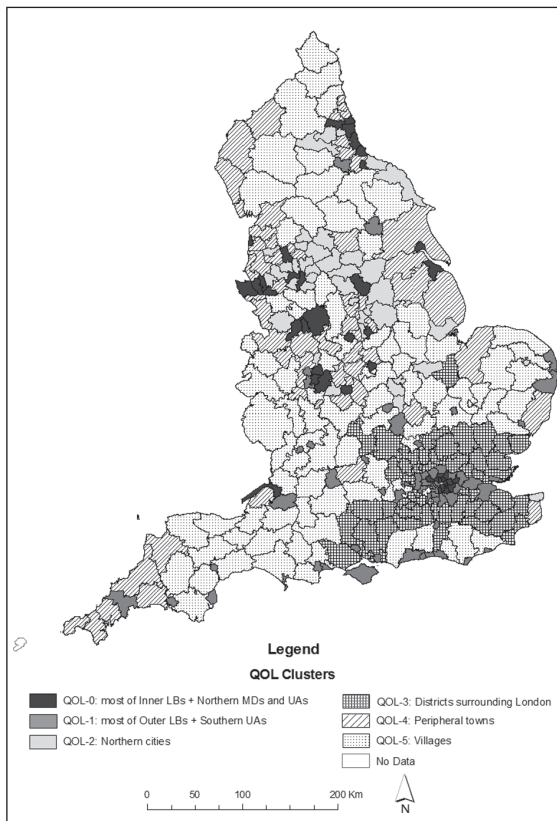 Legend
QOL Clusters
QOL-0: most of Inner LBs + Northern MDs and UAs
QOL-1: most of Outer LBs + Southern UAs
QOL-2: Northern cities
QOL-3: Districts surrounding London
QOL-4: Peripheral towns
QOL-5: Villages
No Data
0 50 100 200 Km
N